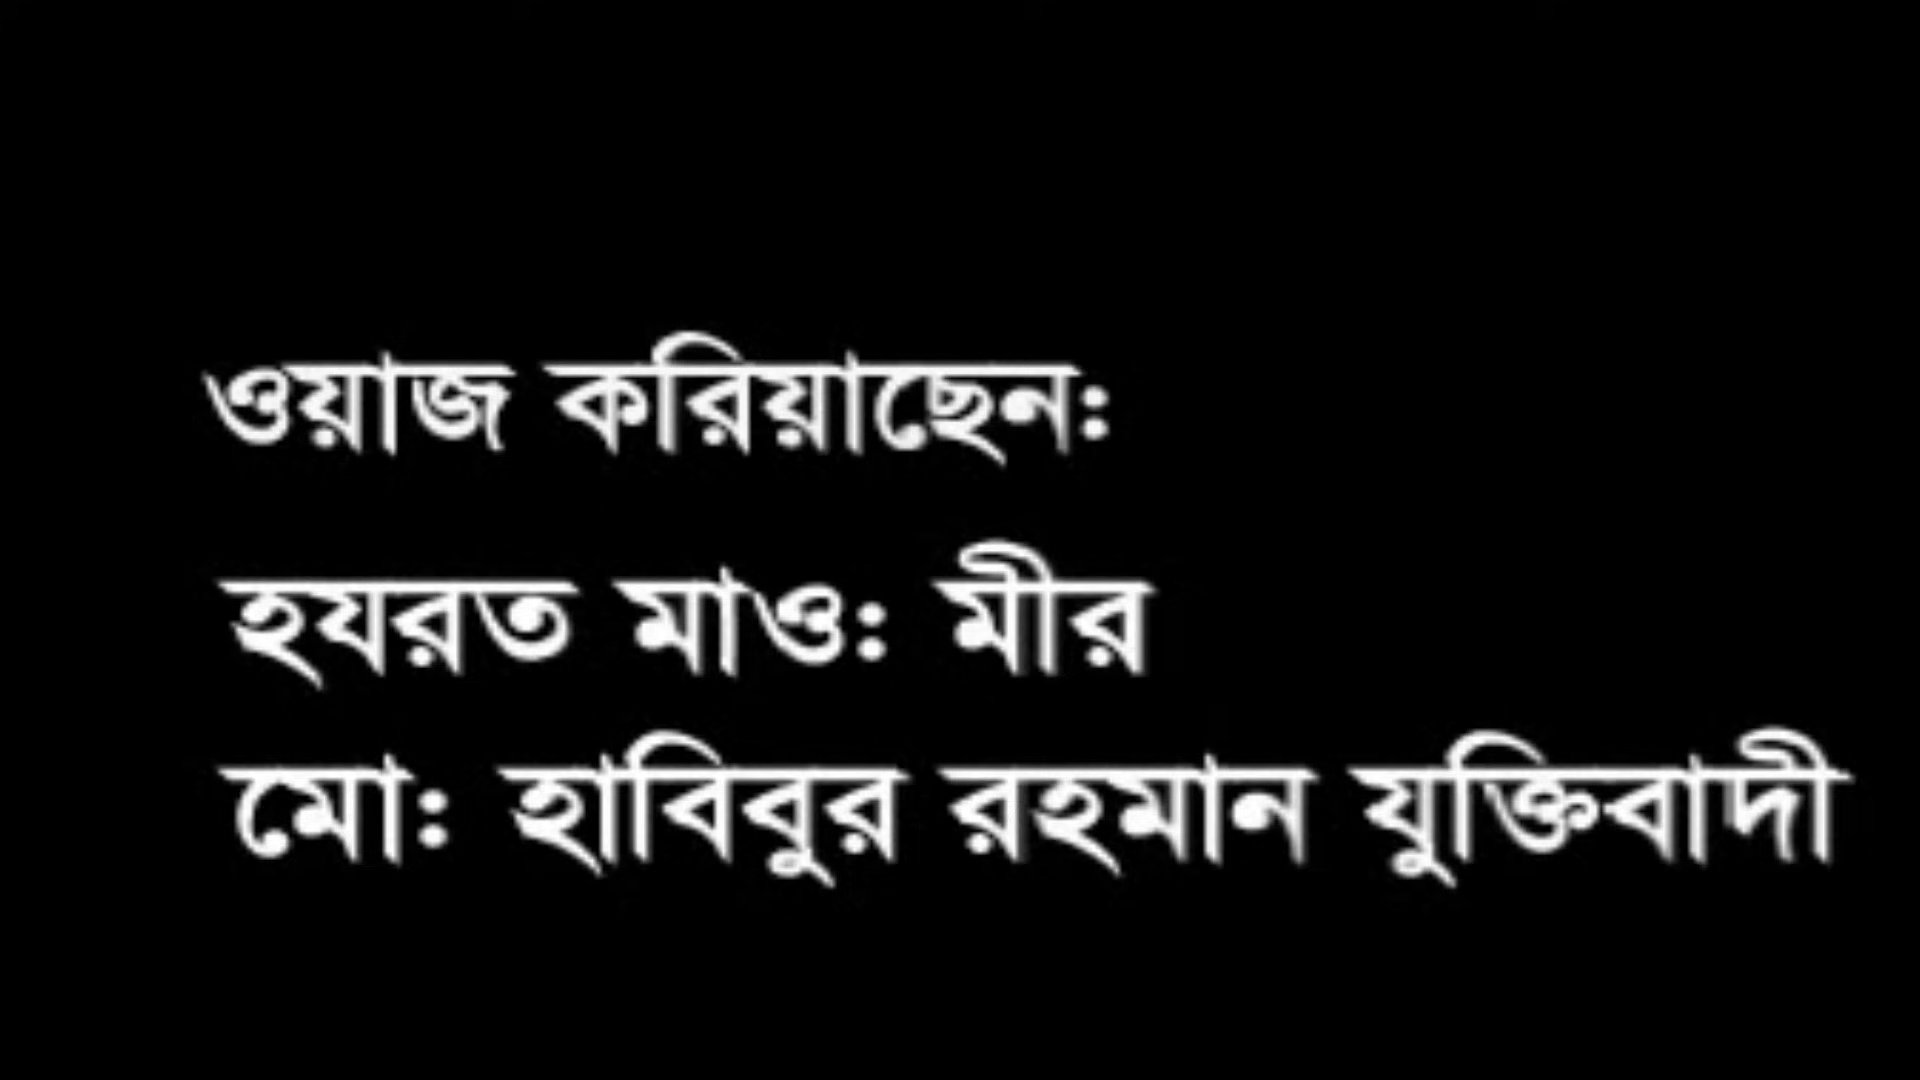 ওয়াজ করিয়াছেনঃ
হযরত মাওঃ মীর
মোঃ হাবিবুর রহমান যুক্তিবাদী